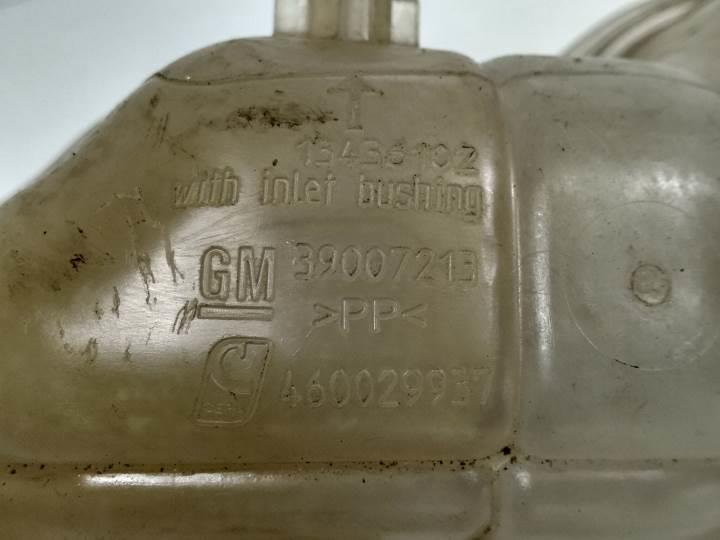 13436102
with inlet bushing
GM 39007213
>PP<
460029937